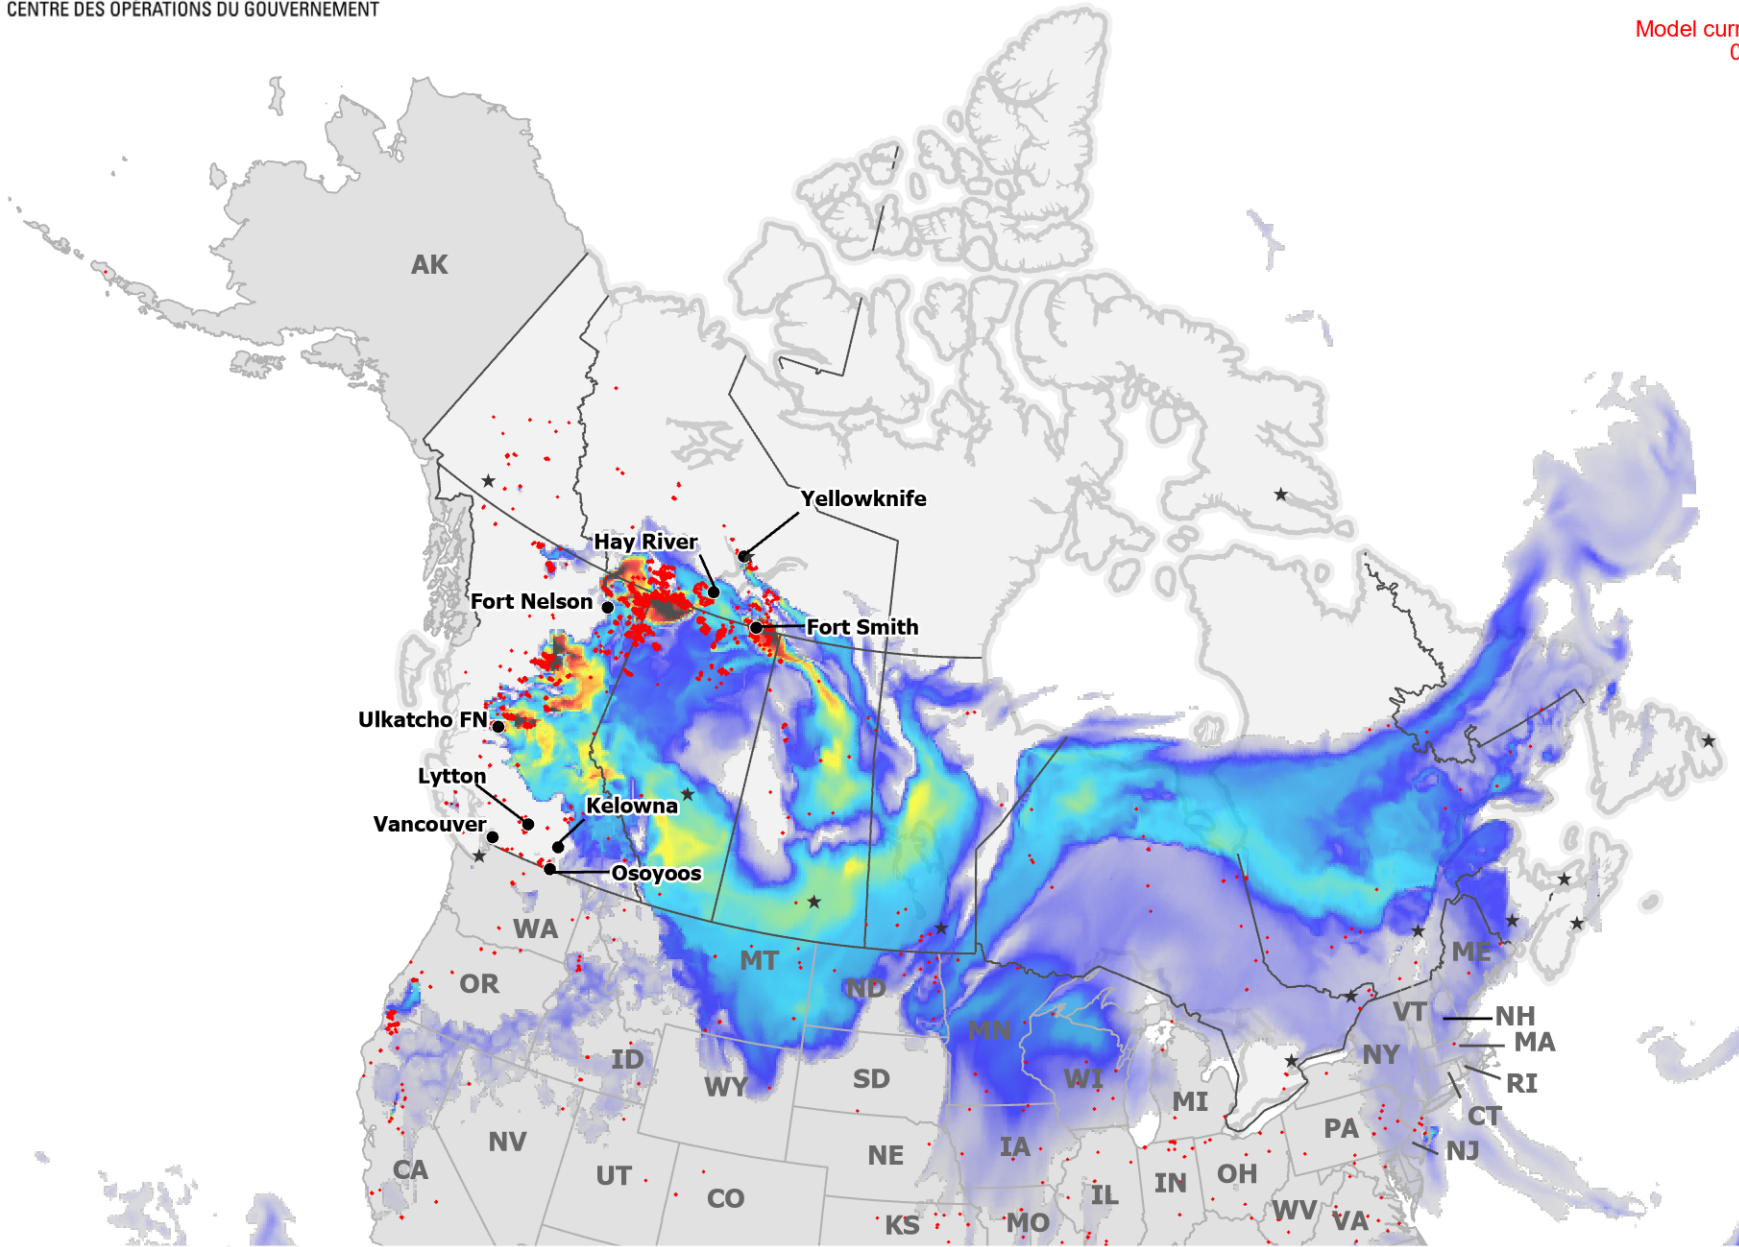 CENTRE DES OPÉRATIONS DU GOUVERNEMENT
Model
AK
Yellowknife
Hay River
Fort Nelson
Fort Smith
Ulkatcho FN
Lytton
Kelowna
Vancouver
Osoyoos
WA
MT
ME
OR
ND
VT
NH
MN
MA
NY
ID
SD
WI
RI
WY
MI
CT
NV
PA
IA
NJ
NE
CA
UT
OH
IN
CO
IL
WV
VA
KS
MO